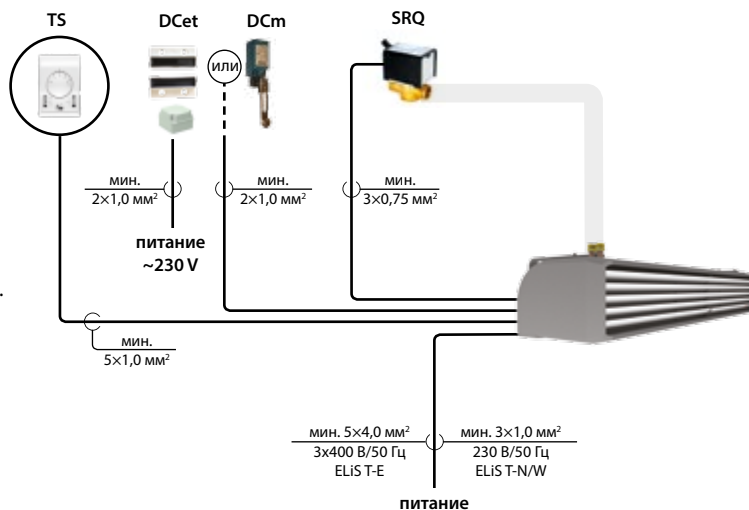 TS
DCet
DCm
SRQ
или
мин.
2×1,0 мм²
мин.
2×1,0 мм²
мин.
3×0,75 мм²
питание
~230 V
.
мин.
5×1,0 мм²
мин. 5×4,0 мм²
3x400 В/50 Гц
ELiS T-E
мин. 3×1,0 мм²
230 В/50 Гц
ELiS T-N/W
питание